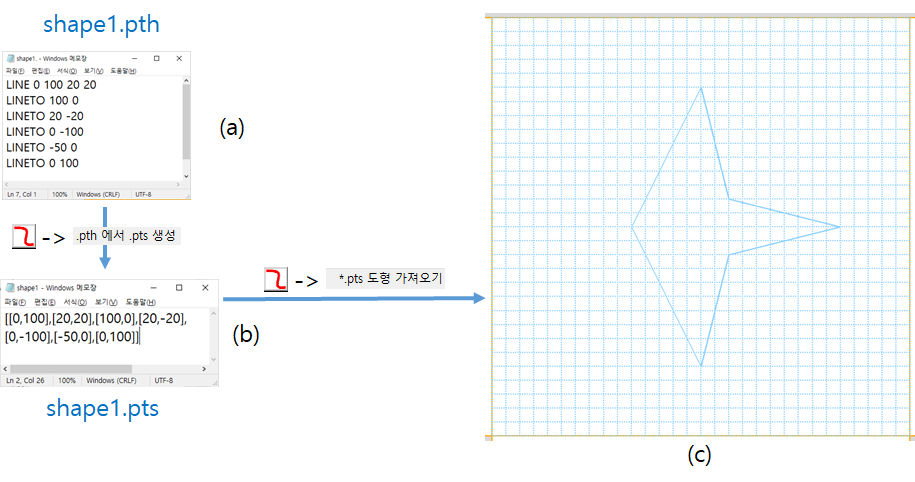 shape1.pth
shape1. - Windows 메모장
파일(F) 편집(E) 서식(O) 보기(V) 도움말(H)
LINE 0 100 20 20
LINETO 100 0
LINETO 20 -20
LINETO 0 -100
LINETO -50 0
LINETO 0 100
Ln 7, Col 1 100% Windows (CRLF) UTF-8
(a)
-> .pth 에서 .pts 생성
shape1 - Windows 메모장
파일(F) 편집(E) 서식(O) 보기(V) 도움말(H)
[[0,100],[20,20],[100,0],[20,-20],
[0,-100],[-50,0],[0,100]]
Ln 2, Col 26 100% Windows (CRLF) UTF-8
(b)
shape1.pts
-> *.pts 도형 가져오기
(c)